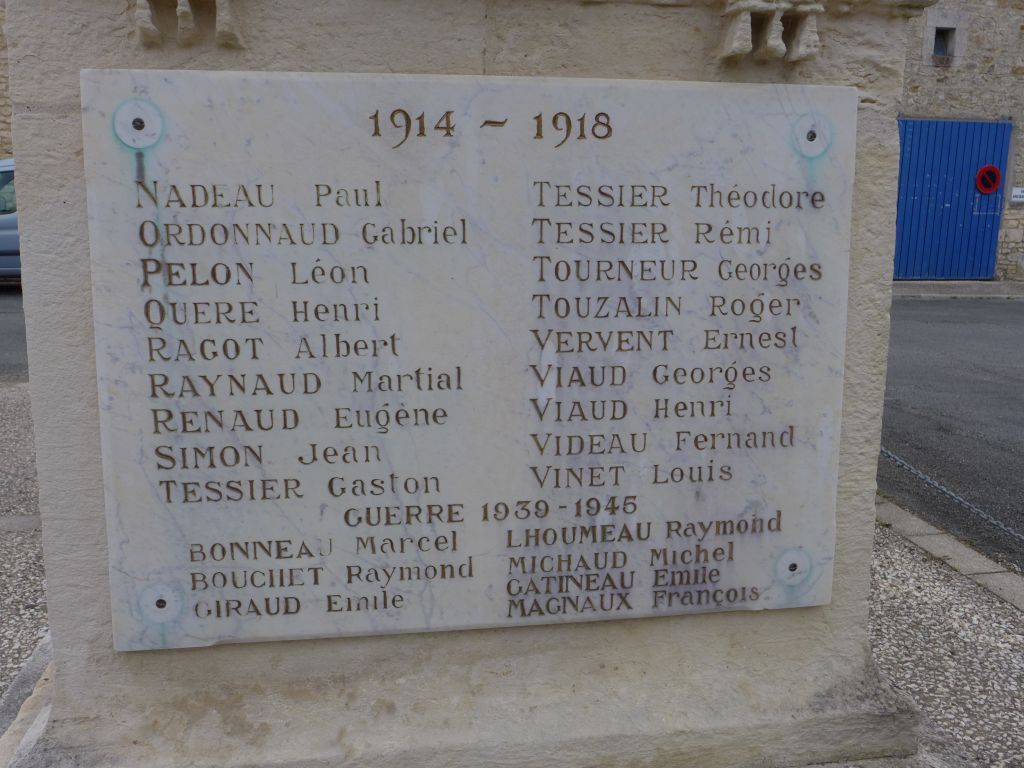 1914 - 1918
NADEAU Paul
ORDONNAUD Gabriel
PELON Léon
QUERE Henri
RAGOT Albert
RAYNAUD Martial
RENAUD Eugène
SIMON Jean
TESSIER Gaston
TESSIER Théodore
TESSIER Rémi
TOURNEUR Georges
TOUZALIN Roger
VERVENT Ernest
VIAUD Georges
VIAUD Henri
VIDEAU Fernand
VINET Louis
GUERRE 1939-1945
BONNEAU Marcel
BOUCHET Raymond
GIRAUD Emile
LHOUMEAU Raymond
MICHAUD Michel
GATINEAU Emile
MAGNAUX François